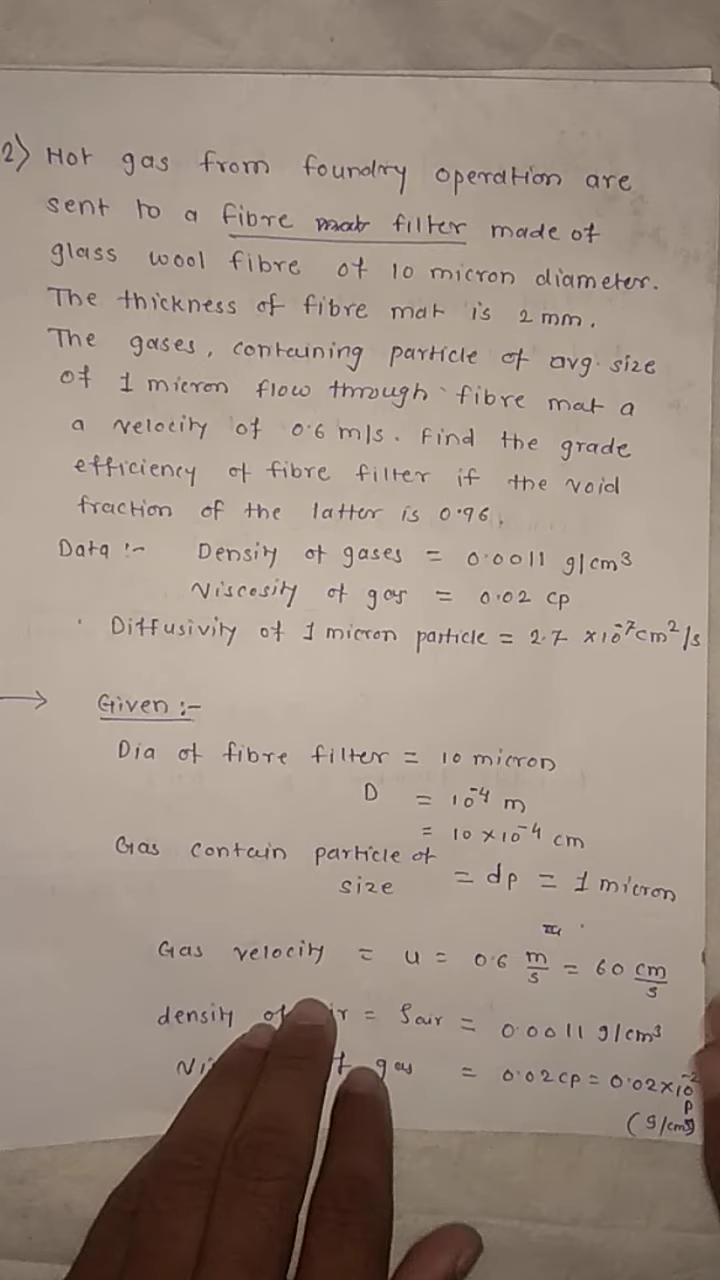 2) Hot gas from foundry operation are
sent to a fibre mat filter made of
glass wool fibre of 10 micron diameter.
The thickness of fibre mat is 2 mm.
The gases, containing particle of avg. size
of 1 micron flow through fibre mat a
a velocity of 0.6 m/s. Find the grade
efficiency of fibre filter if the void
fraction of the latter is 0.96.
Data :- Density of gases = 0.0011 g/cm³
Viscosity of gas = 0.02 cp
Diffusivity of 1 micron particle = 2.7 × 10⁻⁷ cm²/s
→ Given :-
Dia of fibre filter = 10 micron
D = 10⁻⁴ m
= 10 × 10⁻⁴ cm
Gas contain particle of
size = dp = 1 micron
=
Gas velocity = u = 0.6 m/s = 60 cm/s
density of = ρair = 0.0011 g/cm³
gas = 0.02 cp = 0.02 × 10⁻²
p